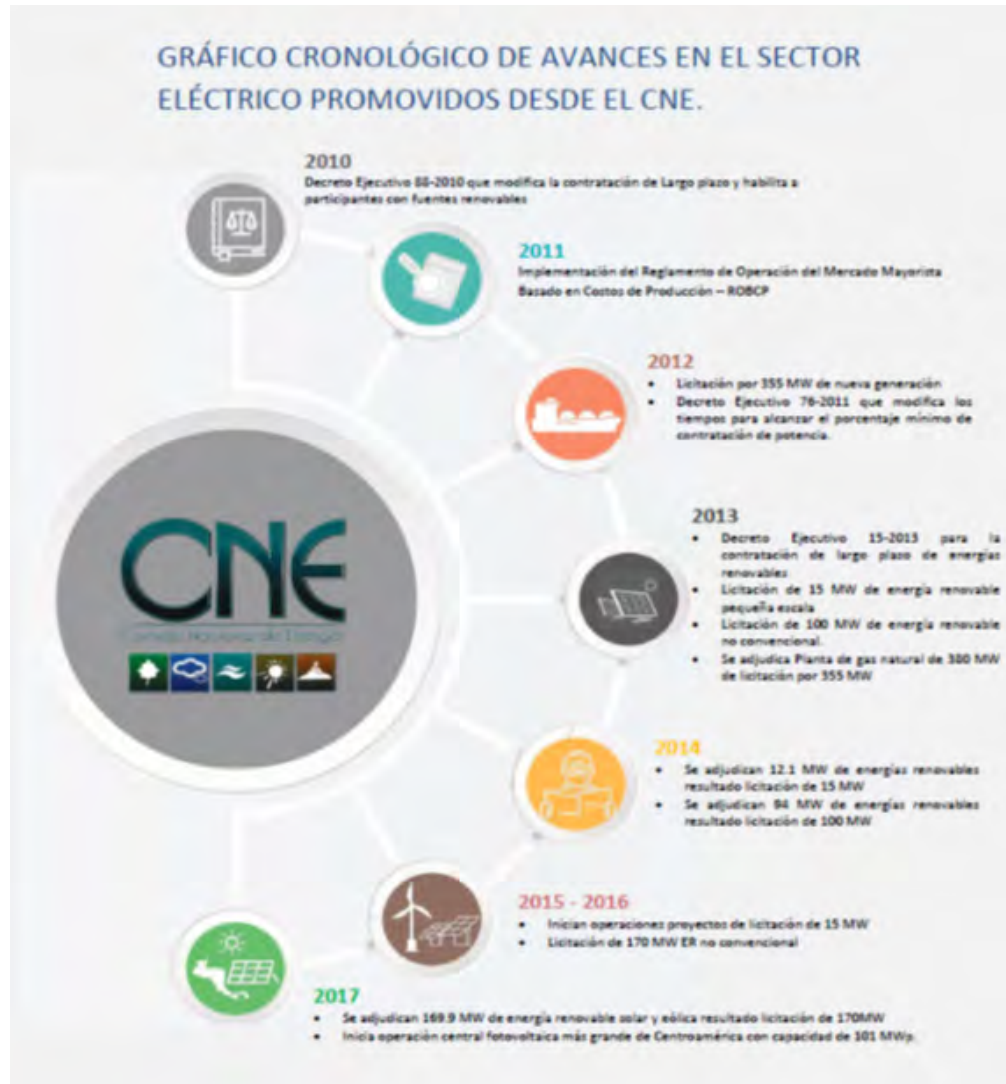 GRÁFICO CRONOLÓGICO DE AVANCES EN EL SECTOR
ELÉCTRICO PROMOVIDOS DESDE EL CNE.
2010
Decreto Ejecutivo 88-2010 que modifica la contratación de Largo plazo y habilita a
participantes con fuentes renovables
2011
Implementación del Reglamento de Operación del Mercado Mayorista
Basado en Costos de Producción – ROBCP
2012
• Licitación por 355 MW de nueva generación
• Decreto Ejecutivo 76-2011 que modifica los
tiempos para alcanzar el porcentaje mínimo de
contratación de potencia.
CNE
Consejo Nacional de Energía
2013
• Decreto Ejecutivo 15-2013 para la
contratación de largo plazo de energías
renovables
• Licitación de 15 MW de energía renovable
pequeña escala
• Licitación de 100 MW de energía renovable
no convencional.
• Se adjudica Planta de gas natural de 380 MW
de licitación por 355 MW
2014
• Se adjudican 12.1 MW de energías renovables
resultado licitación de 15 MW
• Se adjudican 94 MW de energías renovables
resultado licitación de 100 MW
2015 - 2016
• Inician operaciones proyectos de licitación de 15 MW
• Licitación de 170 MW ER no convencional
2017
• Se adjudican 169.9 MW de energía renovable solar y eólica resultado licitación de 170MW
• Inicia operación central fotovoltaica más grande de Centroamérica con capacidad de 101 MWp.